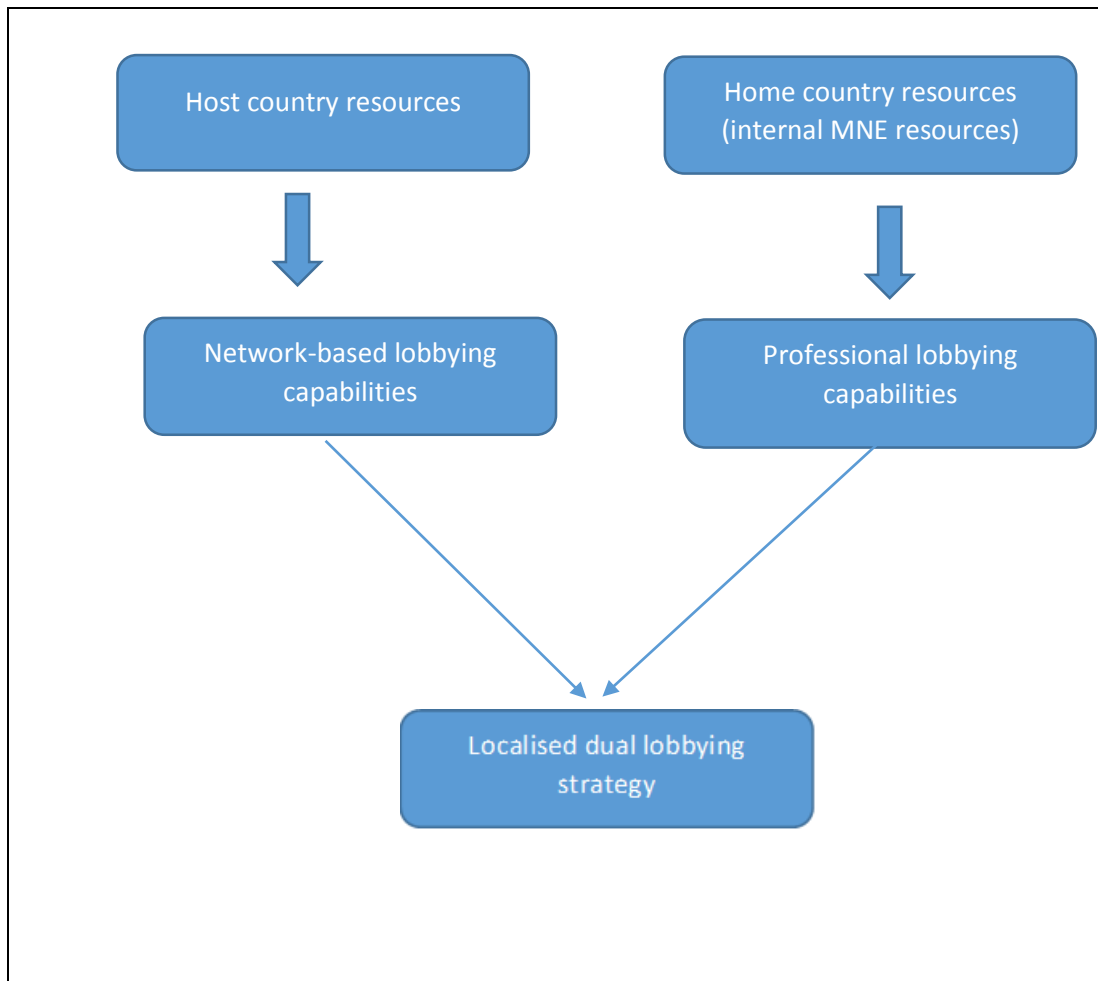 Host country resources
Home country resources
(internal MNE resources)
Network-based lobbying
capabilities
Professional lobbying
capabilities
Localised dual lobbying
strategy